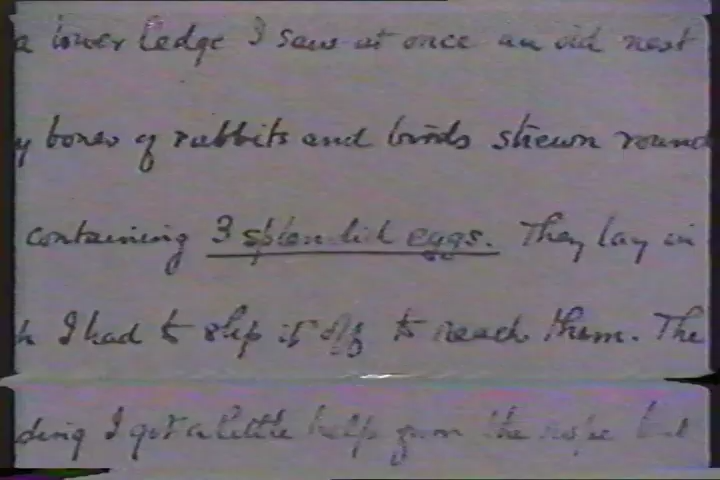 a lower ledge I saw at once an old nest
y bones of rabbits and birds strewn round
containing 3 splendid eggs. They lay in
h I had to slip it off to reach them. The
ding I got a little help from the rope but